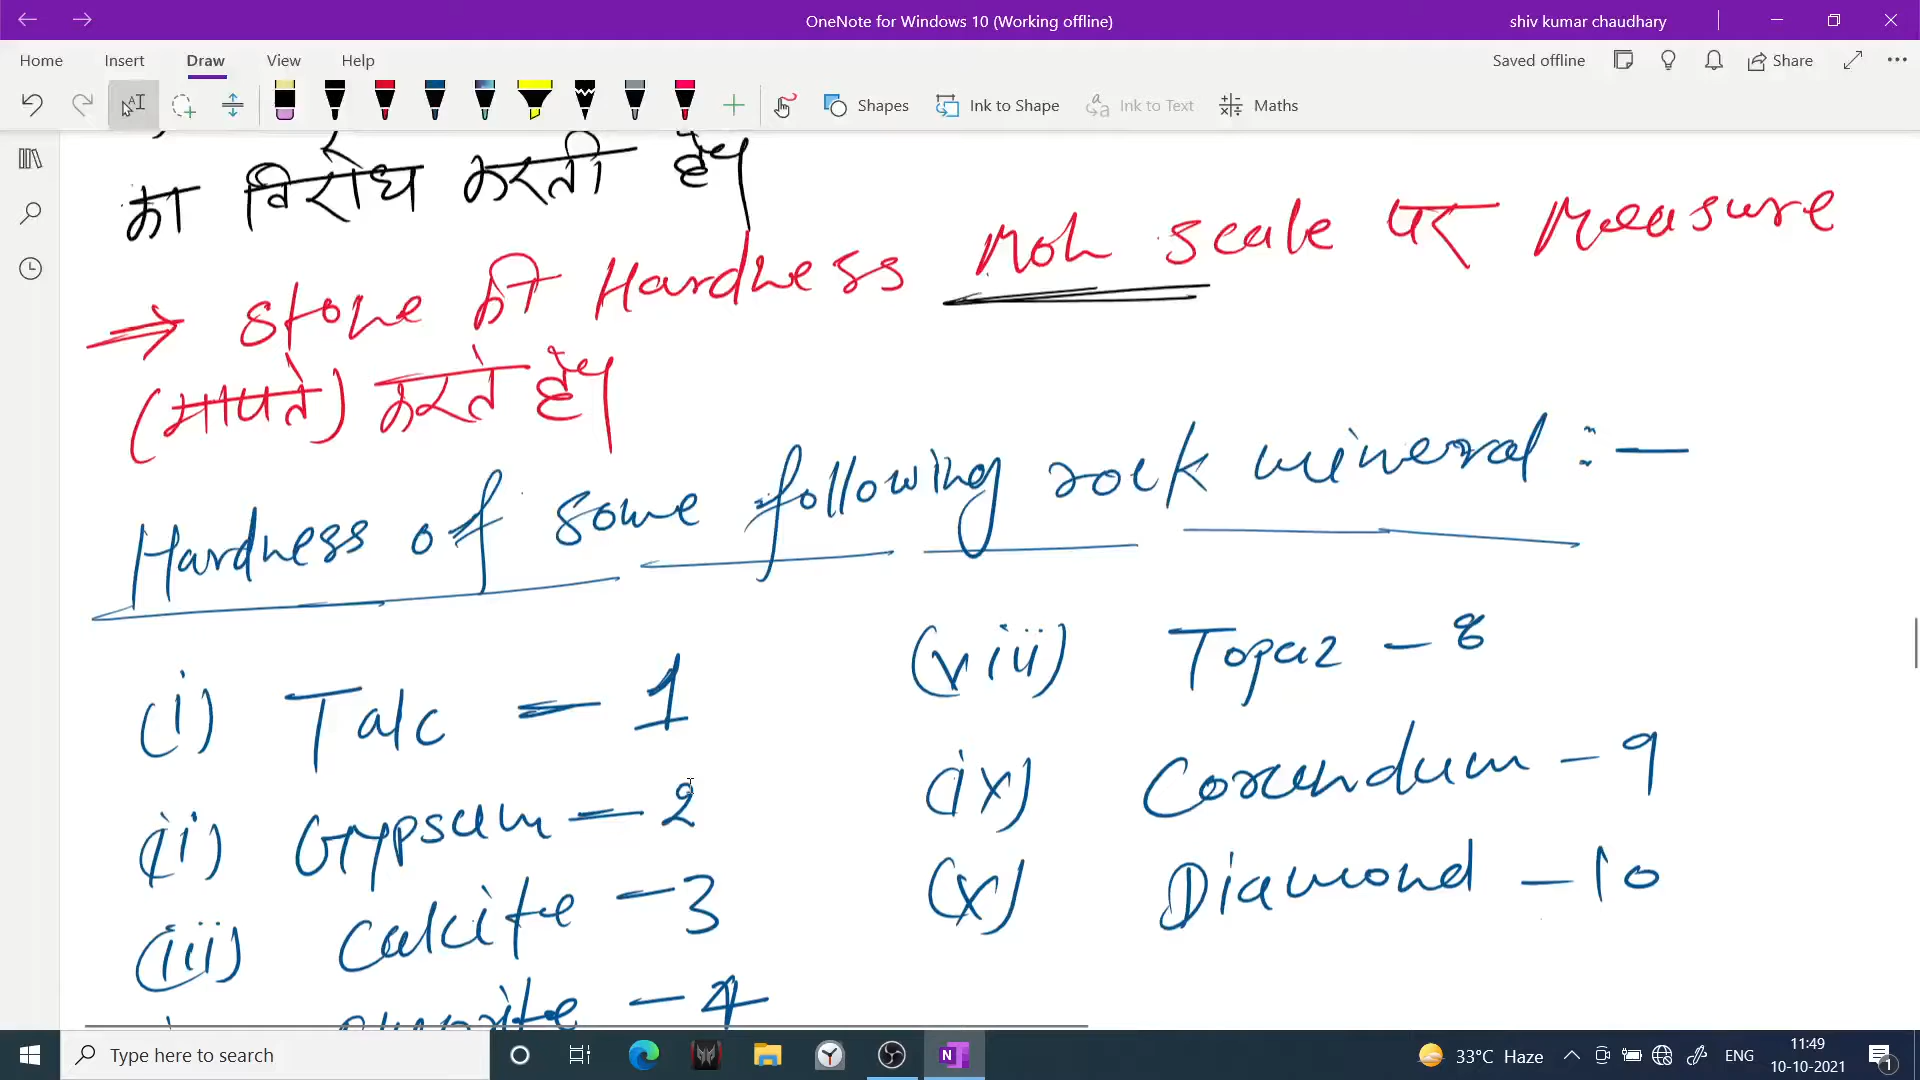 OneNote for Windows 10 (Working offline)
shiv kumar chaudhary
Home Insert Draw View Help
Saved offline
Share
Shapes
Ink to Shape
Ink to Text
Maths
का विरोध करती है।
⇒ stone की Hardness Moh scale पर Measure
(मापते) करते है।
Hardness of some following rock mineral :—
(i) Talc — 1
(ii) Gypsum — 2
(iii) Calcite — 3
— 4
(viii) Topaz — 8
(ix) Corundum — 9
(x) Diamond — 10
Type here to search
33°C Haze
ENG
11:49
10-10-2021
1